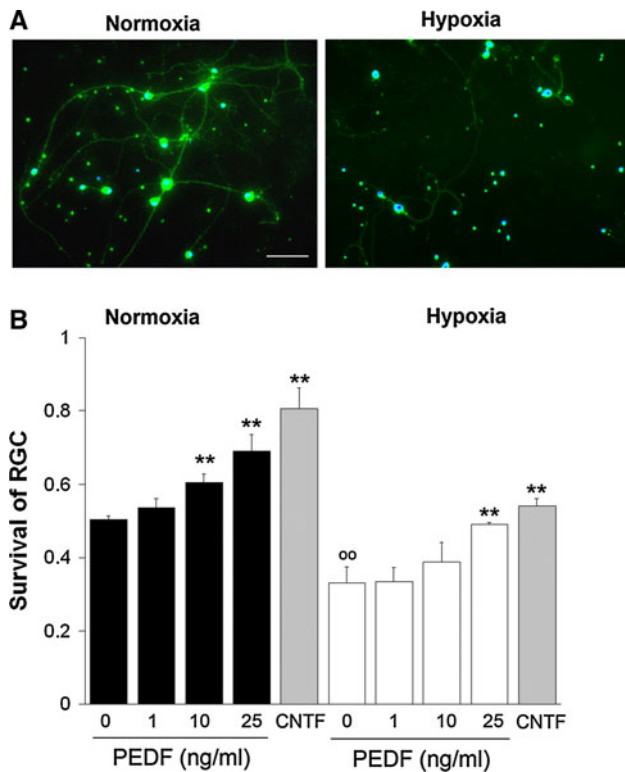 A
Normoxia Hypoxia
B
Normoxia Hypoxia
Survival of RGC
1
0.8
0.6
0.4
0.2
0
**
**
**
oo
**
**
0 1 10 25 CNTF 0 1 10 25 CNTF
PEDF (ng/ml) PEDF (ng/ml)